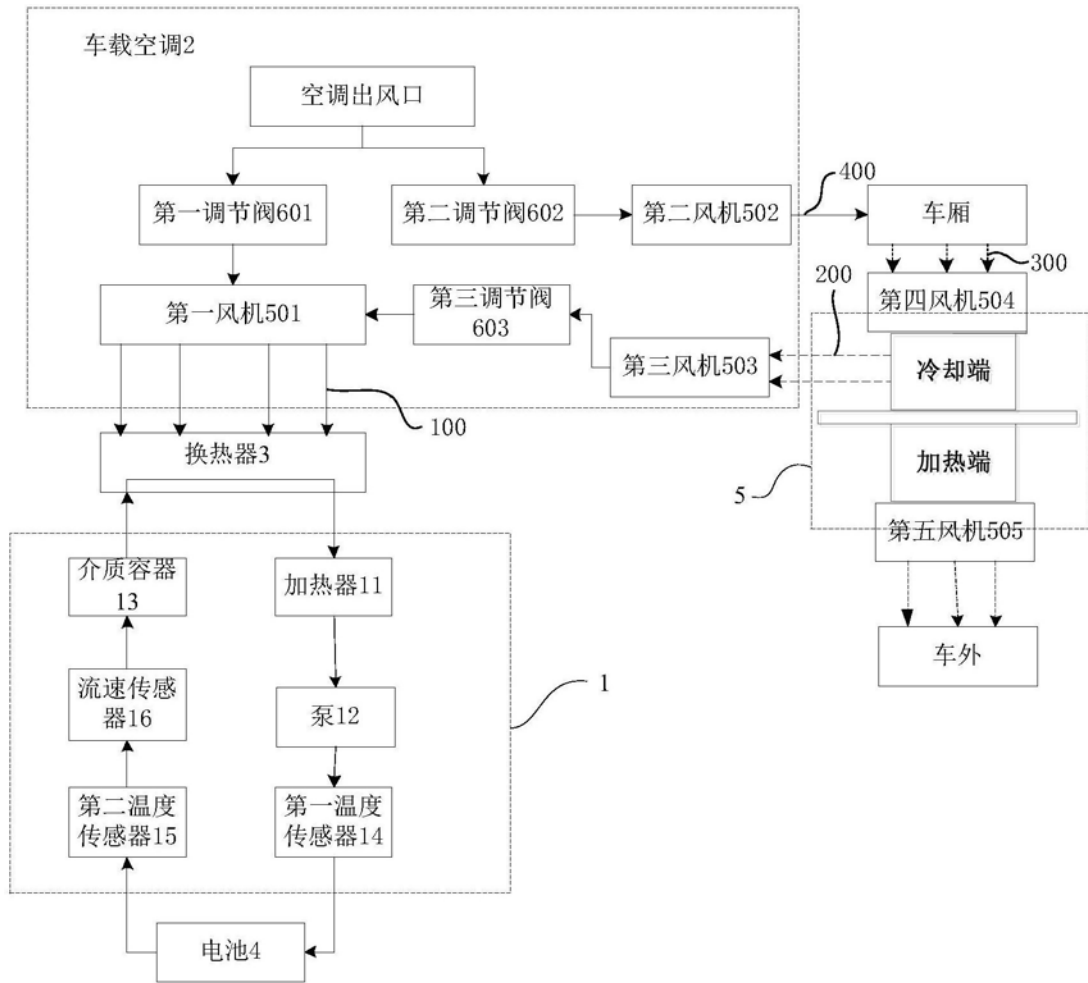 车载空调2
空调出风口
第一调节阀601
第二调节阀602
第二风机502
400
车厢
300
第一风机501
第三调节阀
603
第三风机503
200
第四风机504
冷却端
加热端
5
第五风机505
车外
100
换热器3
介质容器
13
加热器11
流速传感
器16
泵12
1
第二温度
传感器15
第一温度
传感器14
电池4